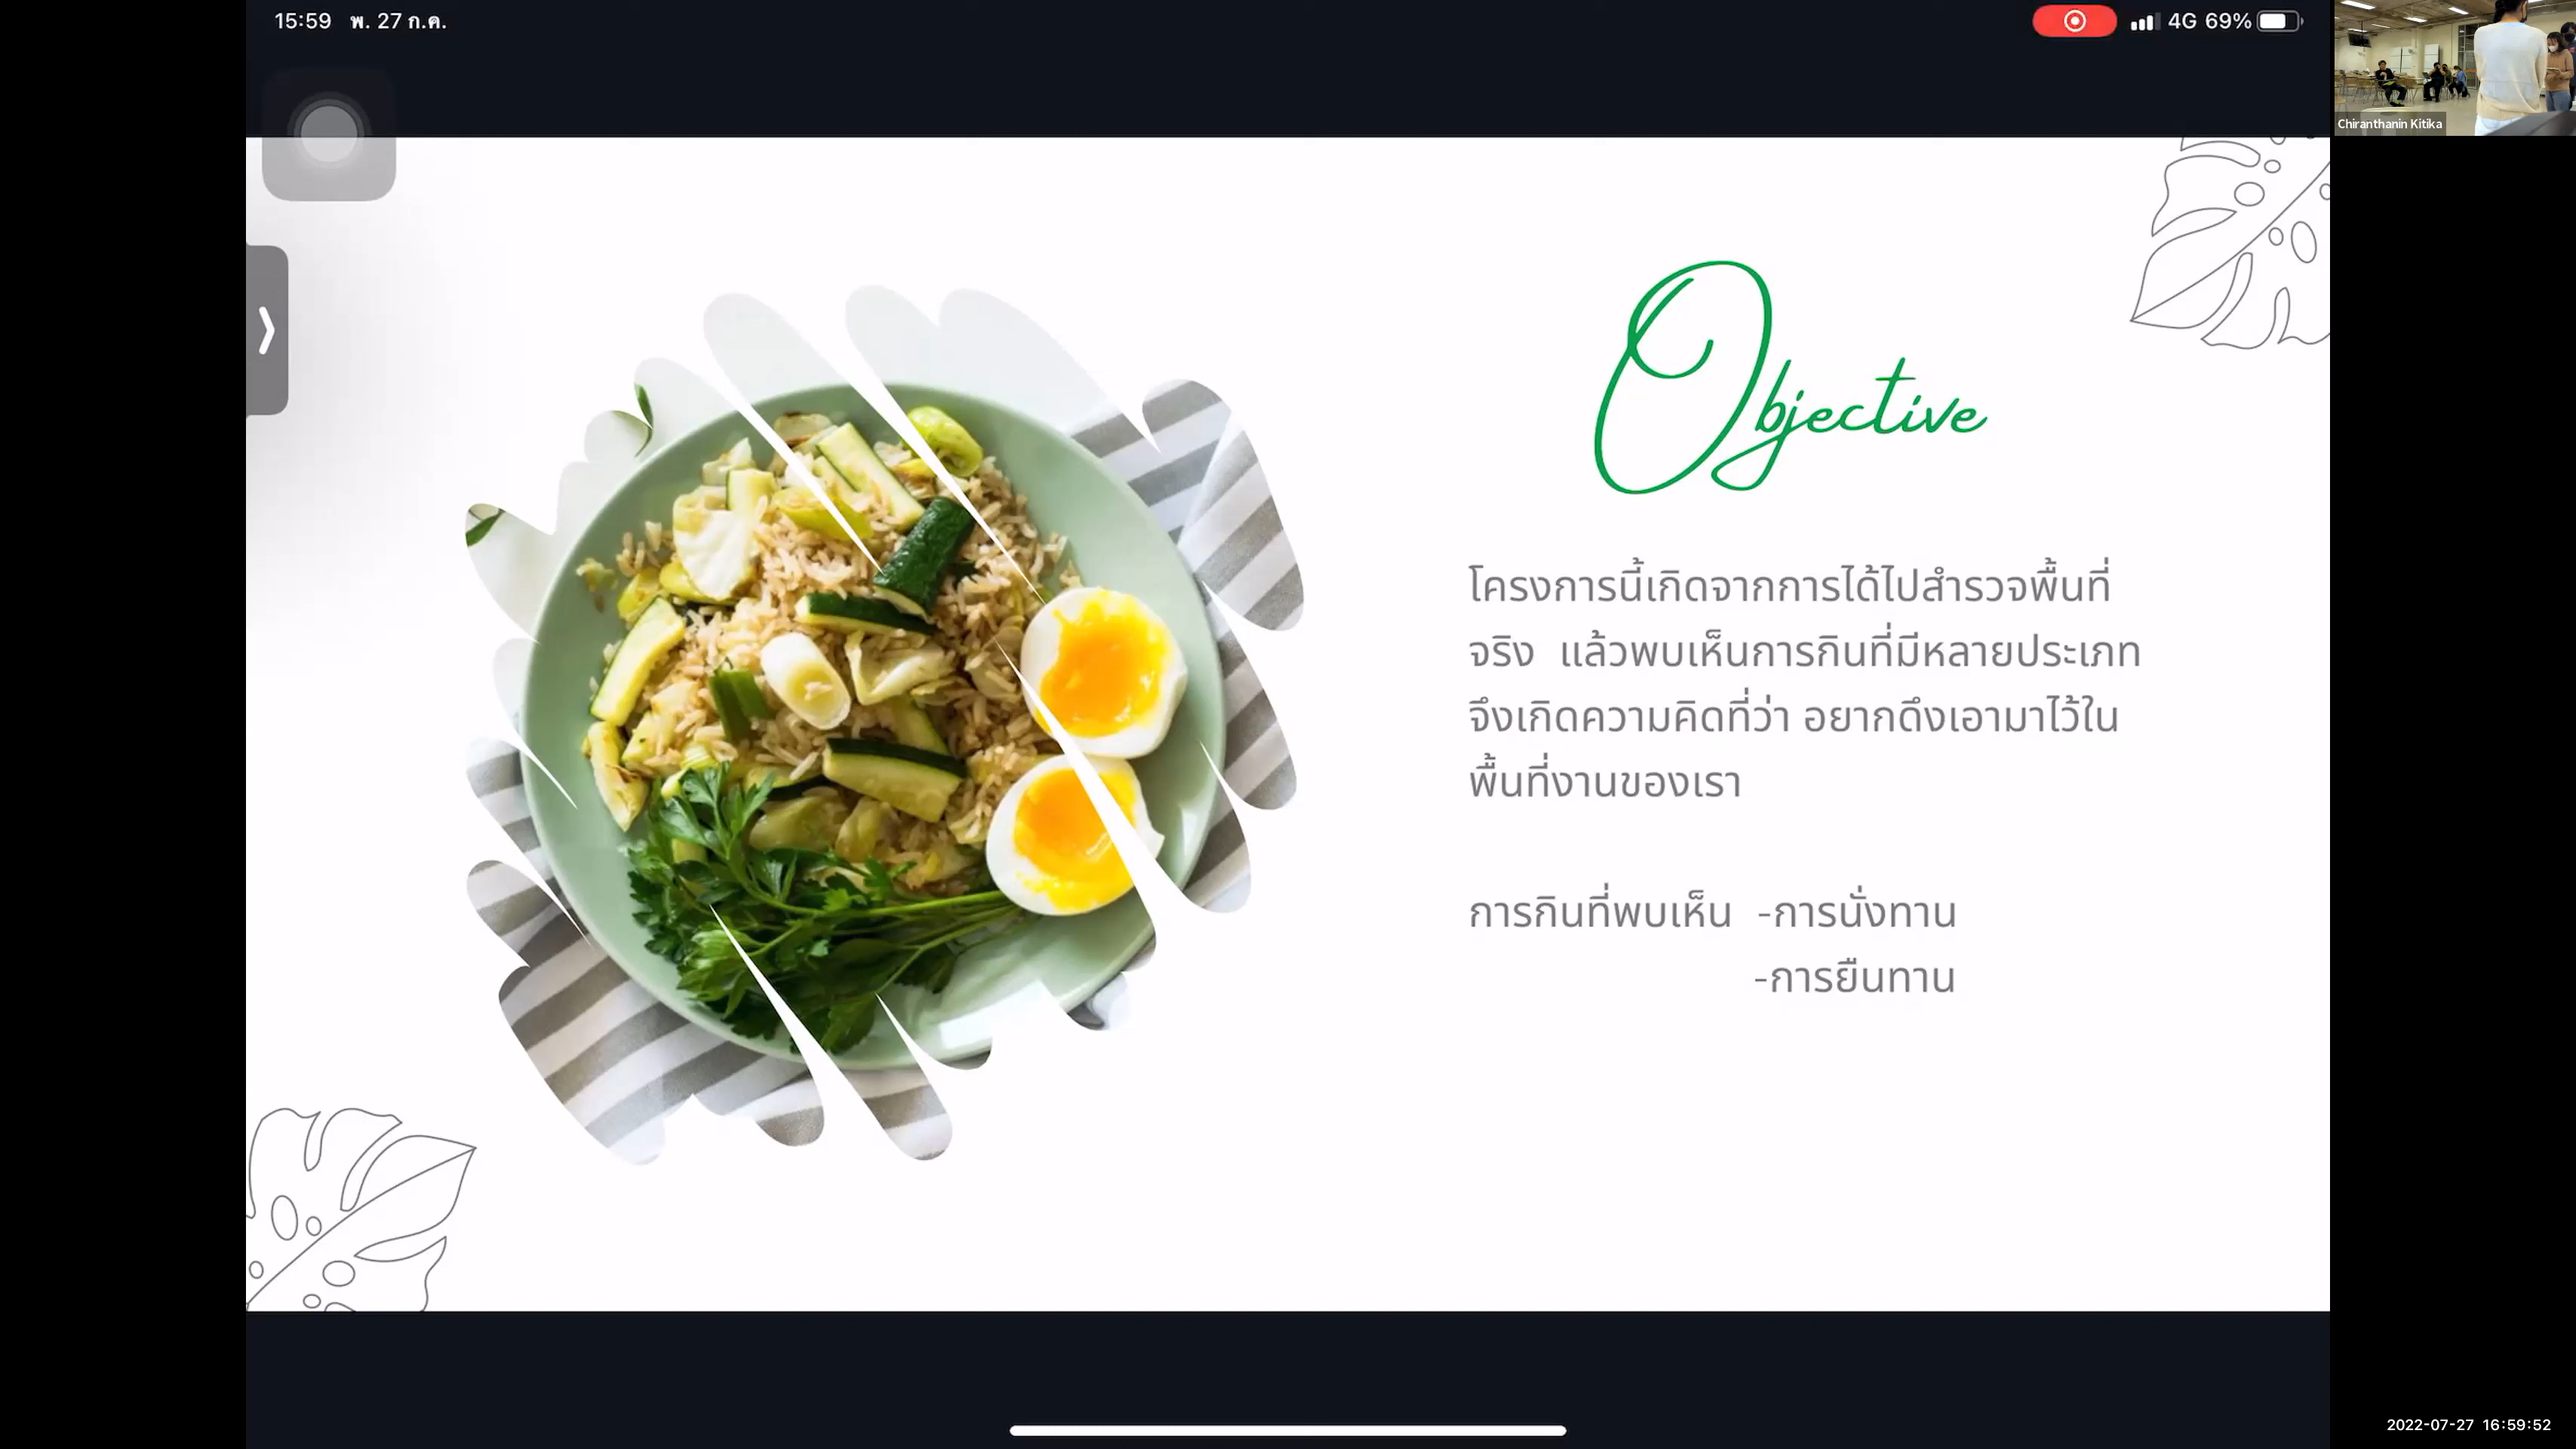 15:59 พ. 27 ก.ค.
4G 69%
Chiranthanin Kitika
Objective
โครงการนี้เกิดจากการได้ไปสำรวจพื้นที่
จริง แล้วพบเห็นการกินที่มีหลายประเภท
จึงเกิดความคิดที่ว่า อยากดึงเอามาไว้ใน
พื้นที่งานของเรา
การกินที่พบเห็น -การนั่งทาน
-การยืนทาน
2022-07-27 16:59:52